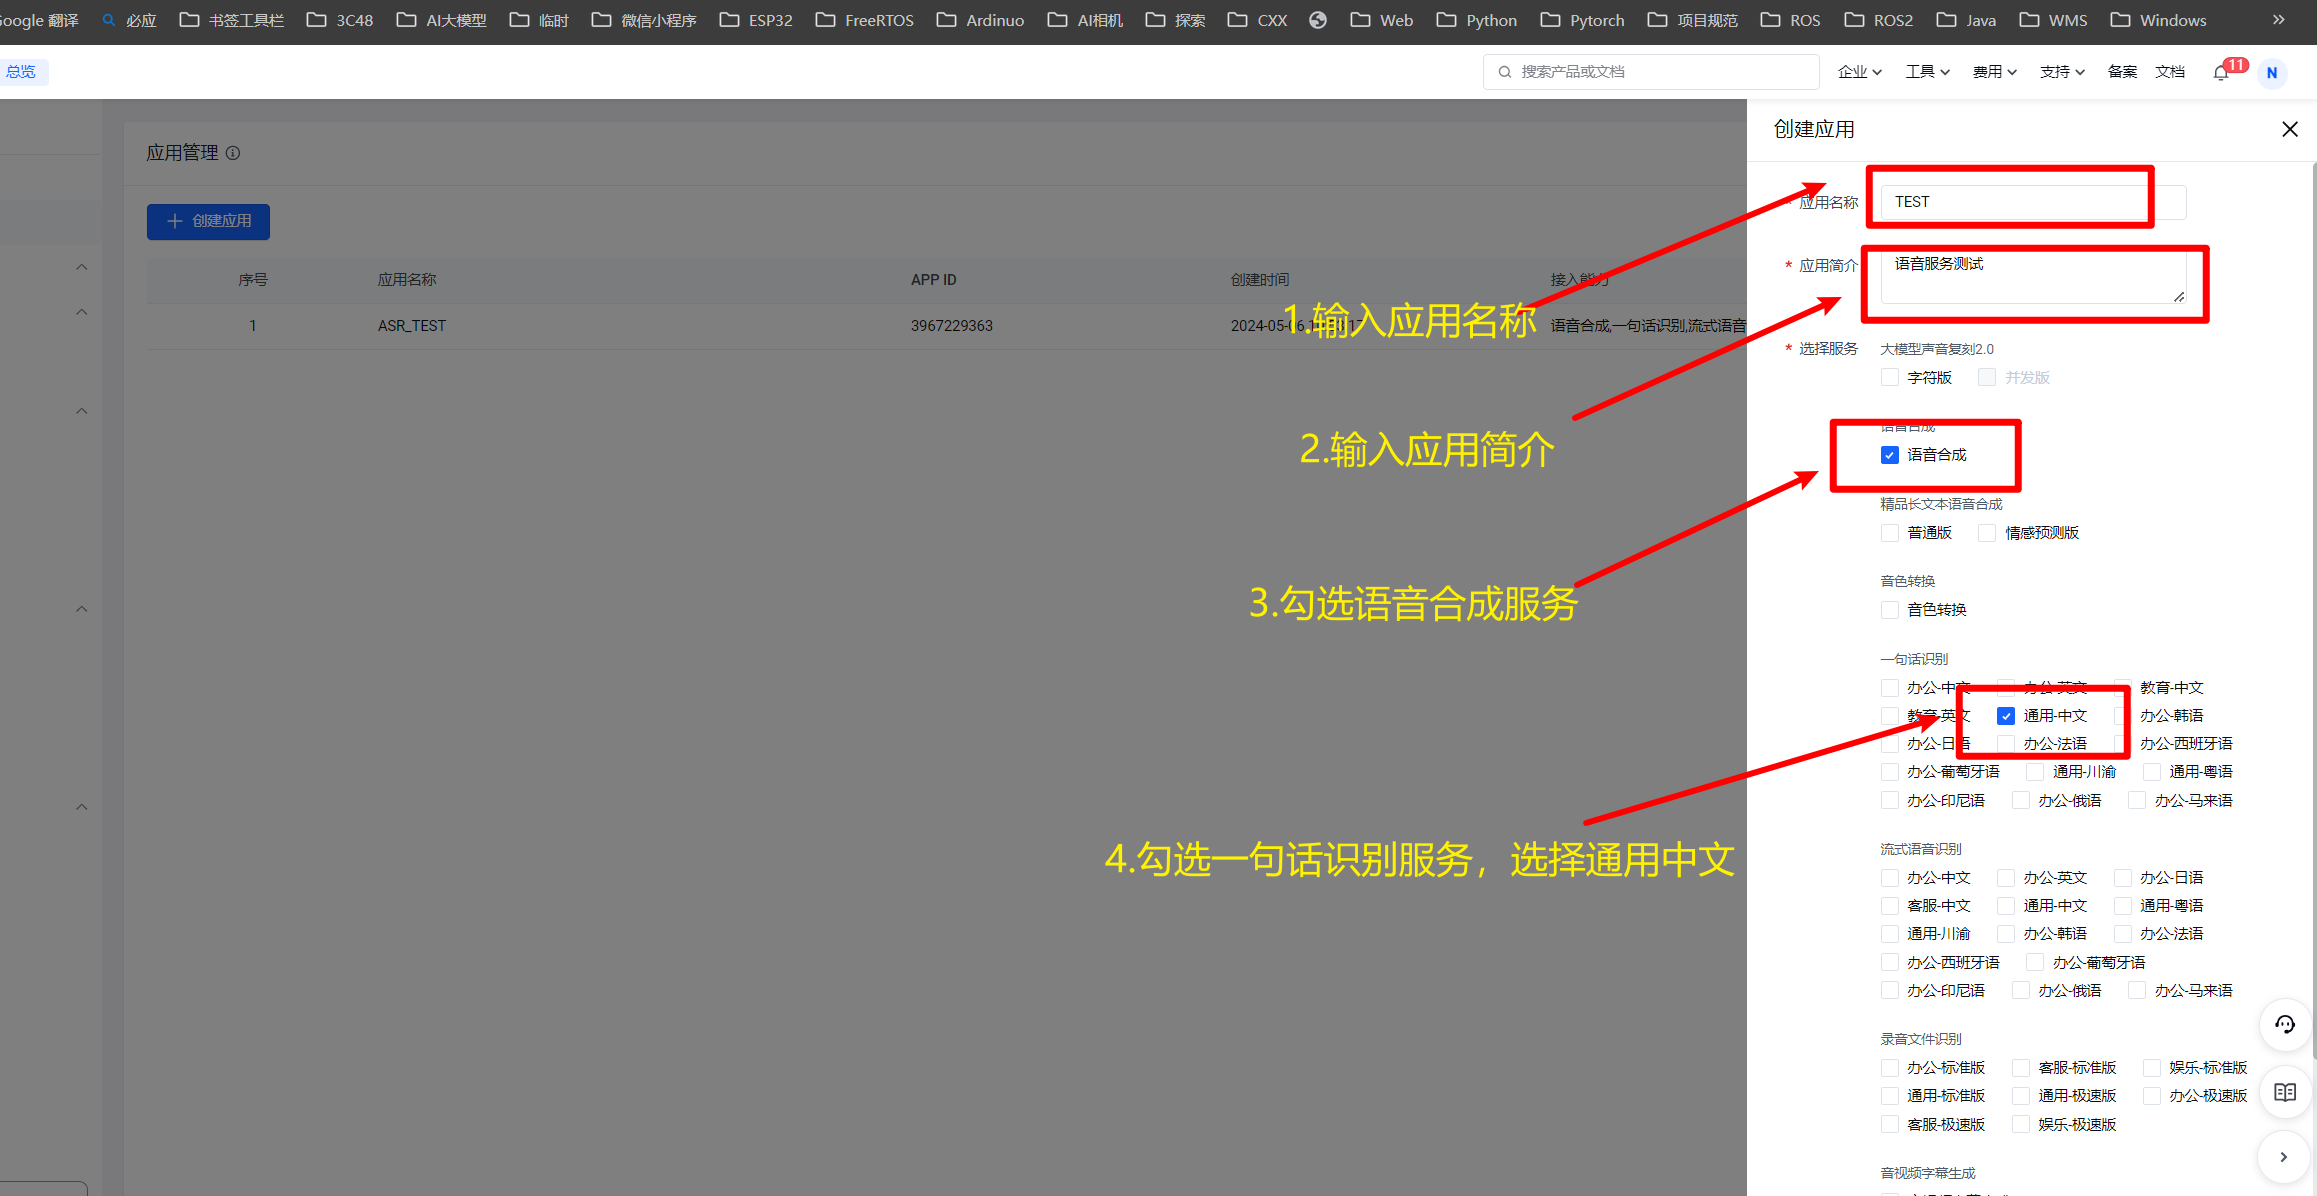 Google 翻译 必应 书签工具栏 3C48 AI大模型 临时 微信小程序 ESP32 FreeRTOS Ardinuo AI相机 探索 CXX Web Python Pytorch 项目规范 ROS ROS2 Java WMS Windows
总览 搜索产品或文档 企业 工具 费用 支持 备案 文档 11 N
应用管理
创建应用
序号 应用名称 APP ID 创建时间 接入能力
1 ASR_TEST 3967229363 语音合成,一句话识别,流式语音
1.输入应用名称
2.输入应用简介
3.勾选语音合成服务
4.勾选一句话识别服务，选择通用中文
创建应用
* 应用名称 TEST
* 应用简介 语音服务测试
* 选择服务 大模型声音复刻2.0
字符版 并发版
语音合成
语音合成
精品长文本语音合成
普通版 情感预测版
音色转换
音色转换
一句话识别
办公-中文 办公-英文 教育-中文
教育-英文 通用-中文 办公-韩语
办公-日语 办公-法语 办公-西班牙语
办公-葡萄牙语 通用-川渝 通用-粤语
办公-印尼语 办公-俄语 办公-马来语
流式语音识别
办公-中文 办公-英文 办公-日语
客服-中文 通用-中文 通用-粤语
通用-川渝 办公-韩语 办公-法语
办公-西班牙语 办公-葡萄牙语
办公-印尼语 办公-俄语 办公-马来语
录音文件识别
办公-标准版 客服-标准版 娱乐-标准版
通用-标准版 通用-极速版 办公-极速版
客服-极速版 娱乐-极速版
音视频字幕生成